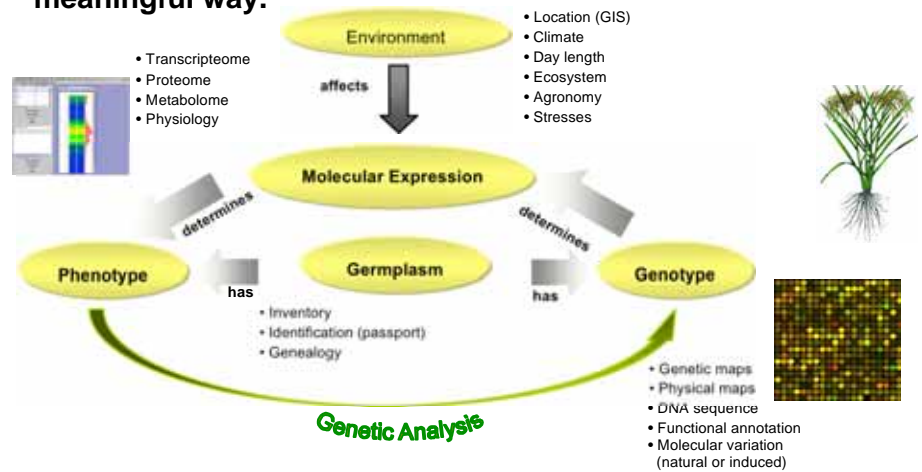 meaningful way.
Environment
• Location (GIS)
• Climate
• Day length
• Ecosystem
• Agronomy
• Stresses
• Transcripteome
• Proteome
• Metabolome
• Physiology
affects
Molecular Expression
determines
determines
Phenotype
Germplasm
Genotype
has
has
• Inventory
• Identification (passport)
• Genealogy
• Genetic maps
• Physical maps
• DNA sequence
• Functional annotation
• Molecular variation
(natural or induced)
Genetic Analysis